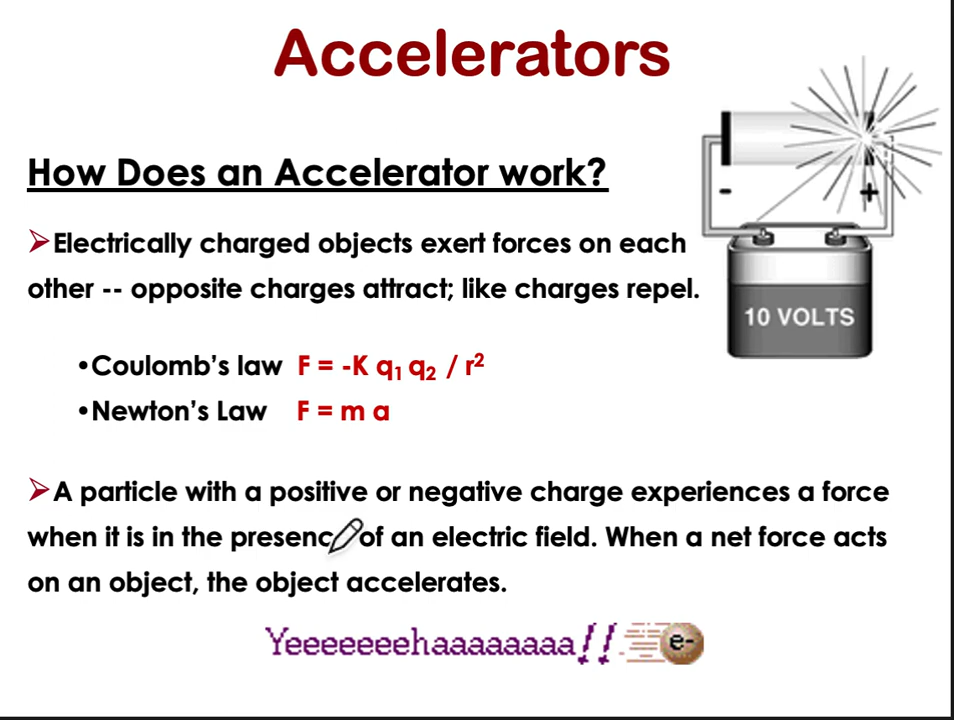 Accelerators
How Does an Accelerator work?
➢Electrically charged objects exert forces on each
other -- opposite charges attract; like charges repel.
- +
10 VOLTS
•Coulomb's law F = -K q₁ q₂ / r²
•Newton's Law F = m a
➢A particle with a positive or negative charge experiences a force
when it is in the presenc of an electric field. When a net force acts
on an object, the object accelerates.
Yeeeeeeehaaaaaaaa!! e-